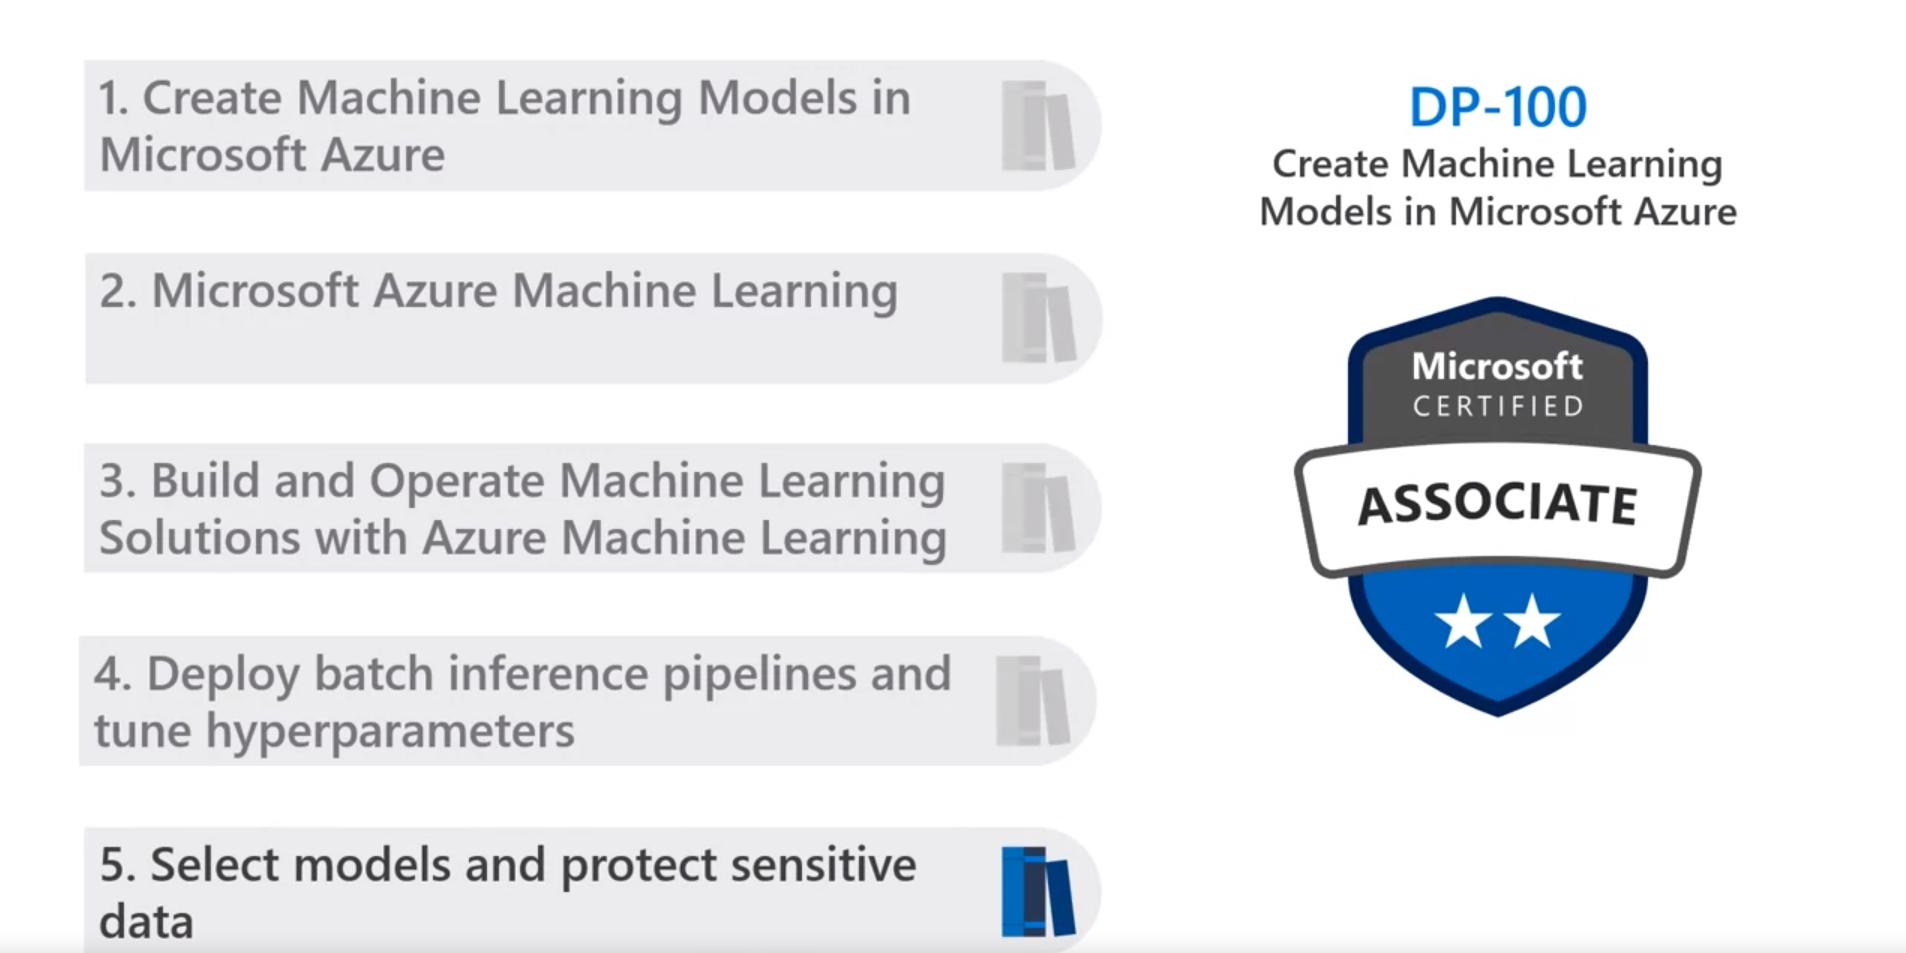 1. Create Machine Learning Models in
Microsoft Azure
2. Microsoft Azure Machine Learning
3. Build and Operate Machine Learning
Solutions with Azure Machine Learning
4. Deploy batch inference pipelines and
tune hyperparameters
5. Select models and protect sensitive
data
DP-100
Create Machine Learning
Models in Microsoft Azure
Microsoft
CERTIFIED
ASSOCIATE